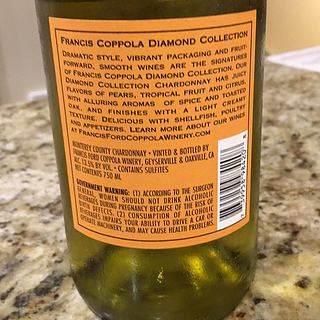 FRANCIS COPPOLA DIAMOND COLLECTION
DRAMATIC STYLE, VIBRANT PACKAGING AND FRUIT-
FORWARD, SMOOTH WINES ARE THE SIGNATURES
OF FRANCIS COPPOLA DIAMOND COLLECTION. OUR
DIAMOND COLLECTION CHARDONNAY HAS JUICY
FLAVORS OF PEARS, TROPICAL FRUIT AND CITRUS,
WITH ALLURING AROMAS OF SPICE AND TOASTED
OAK, AND FINISHES WITH A LIGHT CREAMY
TEXTURE. DELICIOUS WITH SHELLFISH, POULTRY
AND APPETIZERS. LEARN MORE ABOUT OUR WINES
AT FRANCISFORDCOPPOLAWINERY.COM
MONTEREY COUNTY CHARDONNAY • VINTED & BOTTLED BY
FRANCIS FORD COPPOLA WINERY, GEYSERVILLE & OAKVILLE, CA
ALC. 13.5% BY VOL. • CONTAINS SULFITES
NET CONTENTS 750 ML
GOVERNMENT WARNING: (1) ACCORDING TO THE SURGEON
GENERAL, WOMEN SHOULD NOT DRINK ALCOHOLIC
BEVERAGES DURING PREGNANCY BECAUSE OF THE RISK OF
BIRTH DEFECTS. (2) CONSUMPTION OF ALCOHOLIC
BEVERAGES IMPAIRS YOUR ABILITY TO DRIVE A CAR OR
OPERATE MACHINERY, AND MAY CAUSE HEALTH PROBLEMS.